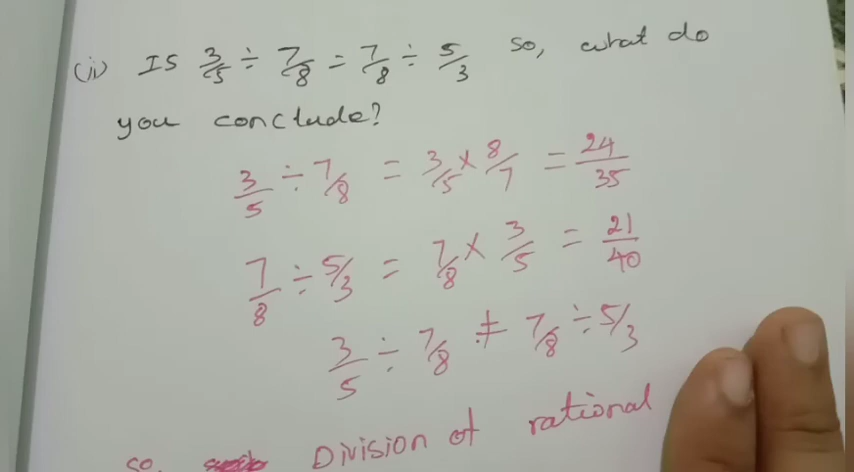 (ii) Is 3/5 ÷ 7/8 = 7/8 ÷ 5/3 so, what do
you conclude?
3/5 ÷ 7/8 = 3/5 × 8/7 = 24/35
7/8 ÷ 5/3 = 7/8 × 3/5 = 21/40
3/5 ÷ 7/8 ≠ 7/8 ÷ 5/3
so, Division of rational